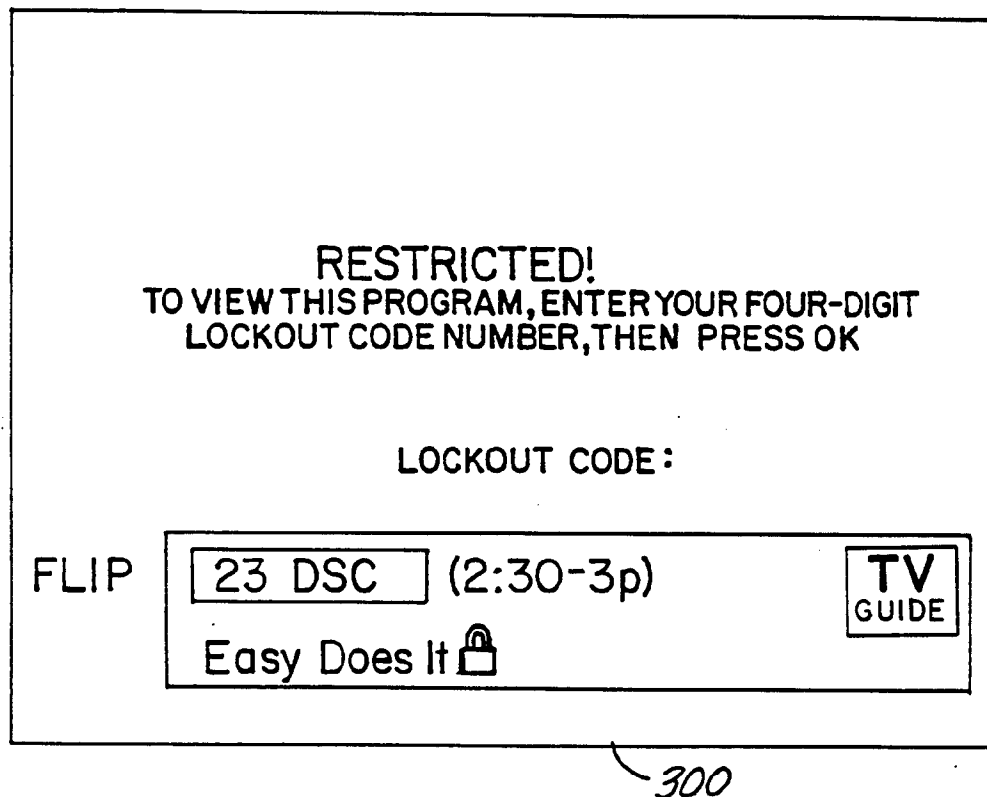 RESTRICTED!
TO VIEW THIS PROGRAM, ENTER YOUR FOUR-DIGIT
LOCKOUT CODE NUMBER, THEN PRESS OK
LOCKOUT CODE:
FLIP 23 DSC (2:30-3p) TV
GUIDE
Easy Does It
300